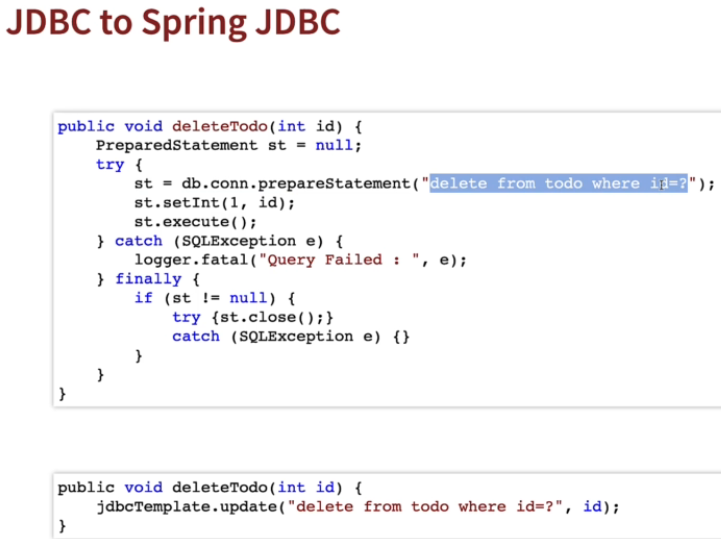 JDBC to Spring JDBC
public void deleteTodo(int id) {
    PreparedStatement st = null;
    try {
        st = db.conn.prepareStatement("delete from todo where id=?");
        st.setInt(1, id);
        st.execute();
    } catch (SQLException e) {
        logger.fatal("Query Failed : ", e);
    } finally {
        if (st != null) {
            try {st.close();}
            catch (SQLException e) {}
        }
    }
}
public void deleteTodo(int id) {
    jdbcTemplate.update("delete from todo where id=?", id);
}